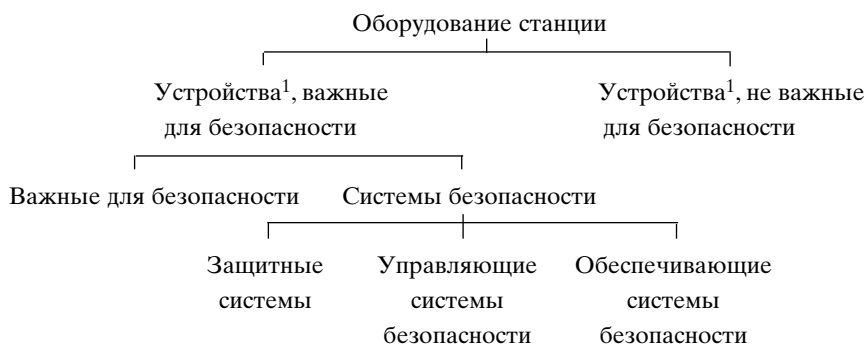 Оборудование станции
Устройства¹, важные
для безопасности
Устройства¹, не важные
для безопасности
Важные для безопасности
Системы безопасности
Защитные
системы
Управляющие
системы
безопасности
Обеспечивающие
системы
безопасности